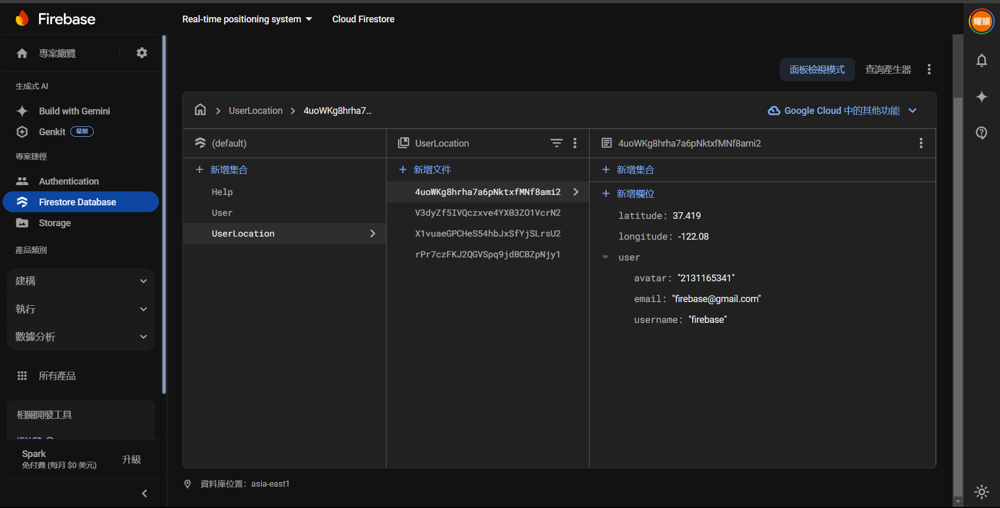 Firebase
Real-time positioning system
Cloud Firestore
耀頡
專案總覽
生成式 AI
Build with Gemini
Genkit
最新
專案捷徑
Authentication
Firestore Database
Storage
產品類別
建構
執行
數據分析
所有產品
相關開發工具
Spark
免付費 (每月 $0 美元)
升級
面板檢視模式
查詢產生器
UserLocation
4uoWKg8hrha7...
Google Cloud 中的其他功能
(default)
新增集合
Help
User
UserLocation
UserLocation
新增文件
4uoWKg8hrha7a6pNktxfMNf8ami2
V3dyZf5IVQczxve4YX03ZO1VcrN2
X1vuaeGPCHeS54hbJxSfYjSLrsU2
rPr7czFKJ2QGVSpq9jdBCBZpNjy1
4uoWKg8hrha7a6pNktxfMNf8ami2
新增集合
新增欄位
latitude: 37.419
longitude: -122.08
user
avatar: "2131165341"
email: "firebase@gmail.com"
username: "firebase"
資料庫位置: asia-east1